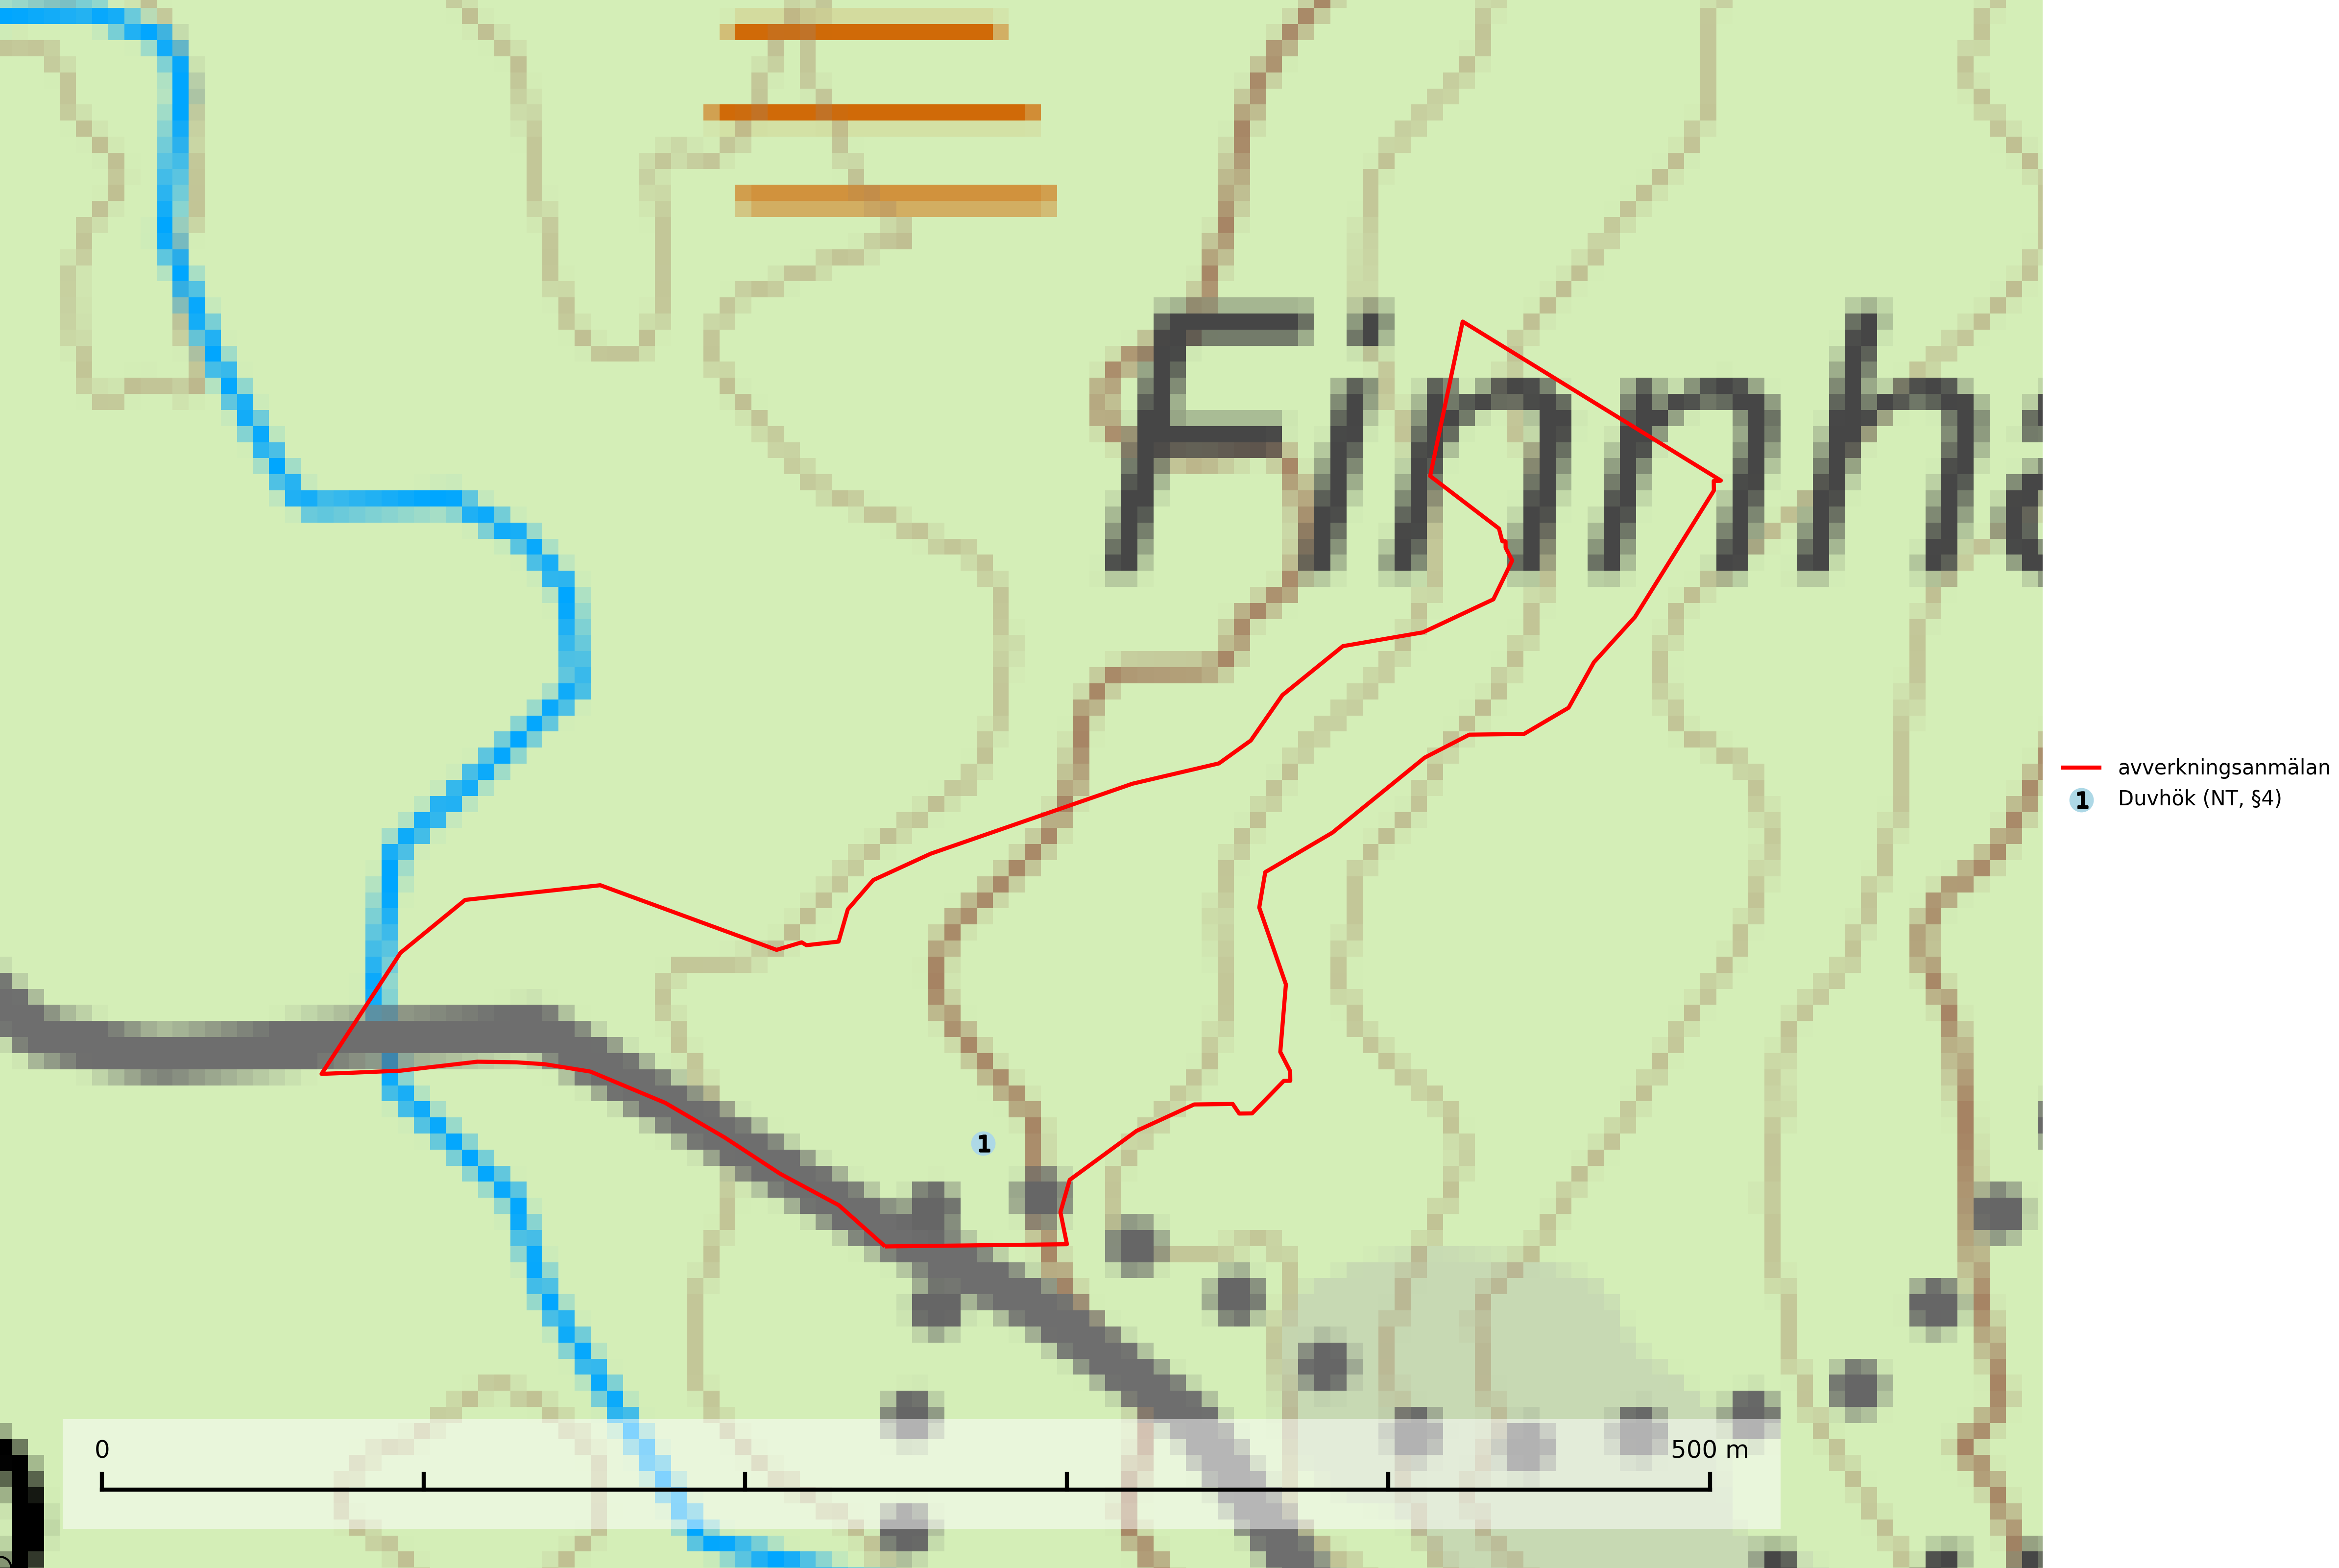 Finnh
avverkningsanmälan
1 Duvhök (NT, §4)
1
0 500 m